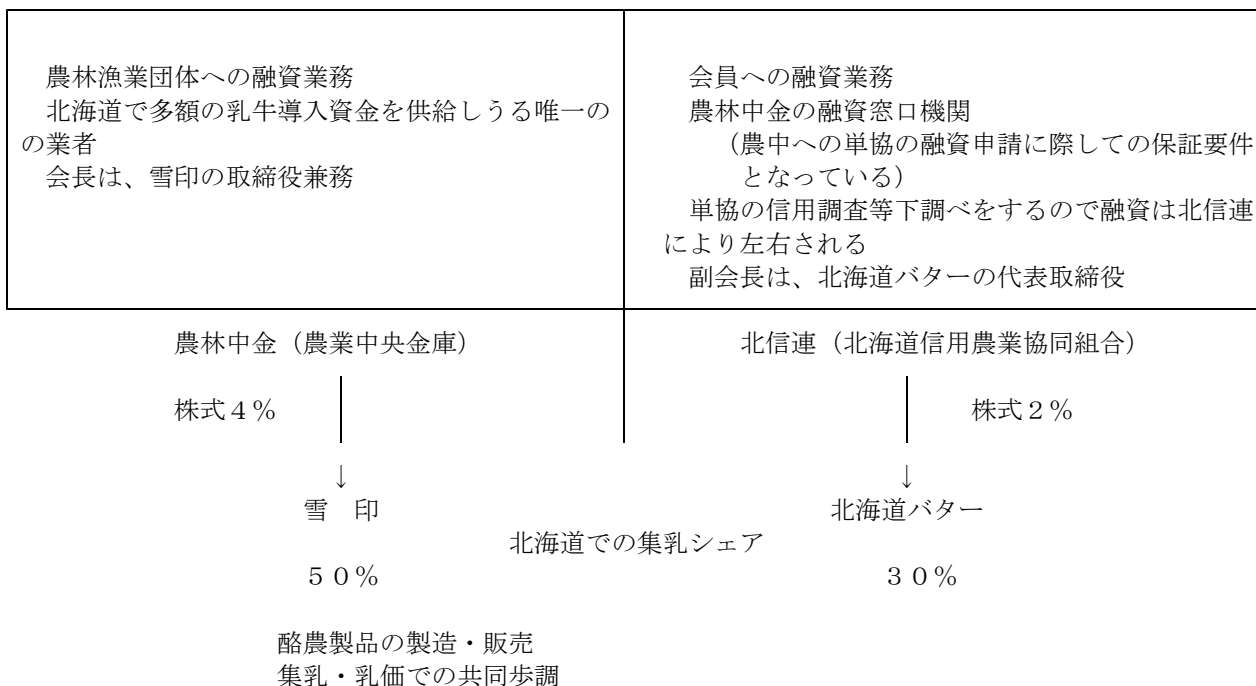 農林漁業団体への融資業務
北海道で多額の乳牛導入資金を供給しうる唯一の
の業者
会長は、雪印の取締役兼務
会員への融資業務
農林中金の融資窓口機関
（農中への単協の融資申請に際しての保証要件
となっている）
単協の信用調査等下調べをするので融資は北信連
により左右される
副会長は、北海道バターの代表取締役
農林中金（農業中央金庫）
北信連（北海道信用農業協同組合）
株式４％
株式２％
↓
↓
雪　印
北海道バター
北海道での集乳シェア
５０％
３０％
酪農製品の製造・販売
集乳・乳価での共同歩調